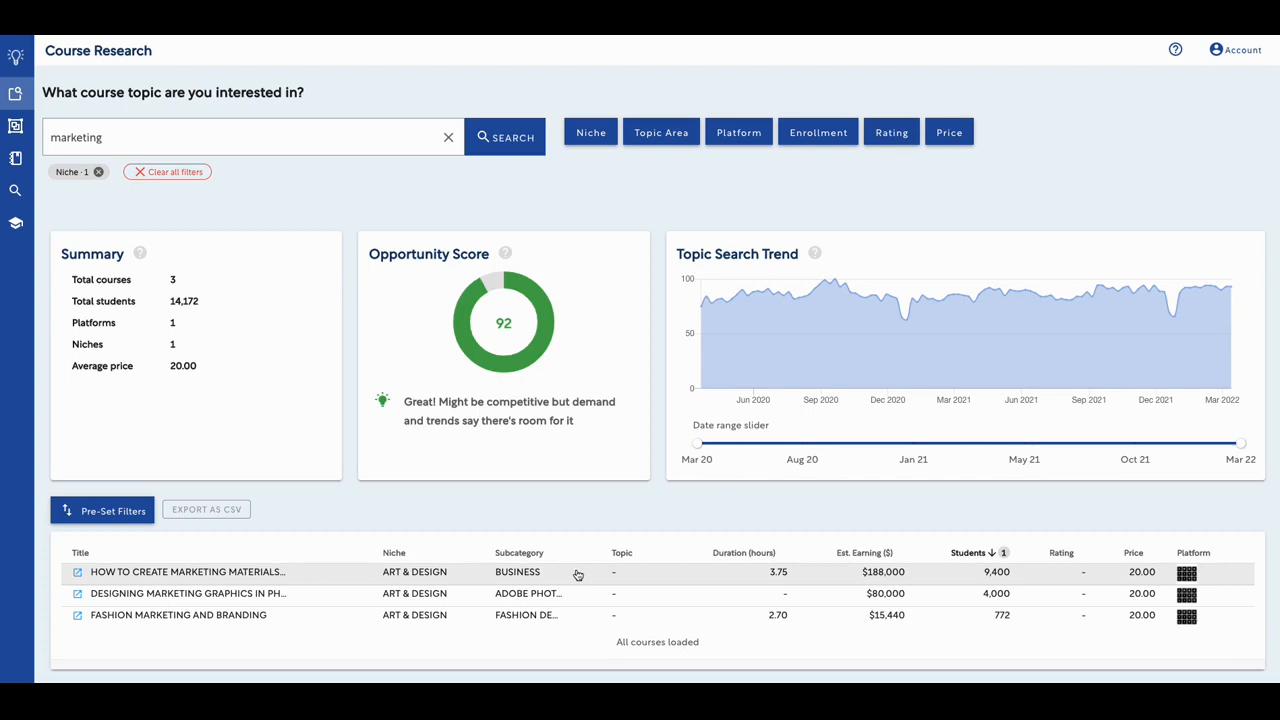 Course Research
Account
What course topic are you interested in?
marketing
SEARCH
Niche
Topic Area
Platform
Enrollment
Rating
Price
Niche · 1
Clear all filters
Summary ?
Total courses 3
Total students 14,172
Platforms 1
Niches 1
Average price 20.00
Opportunity Score ?
92
Great! Might be competitive but demand
and trends say there's room for it
Topic Search Trend ?
100
50
0
Jun 2020 Sep 2020 Dec 2020 Mar 2021 Jun 2021 Sep 2021 Dec 2021 Mar 2022
Date range slider
Mar 20 Aug 20 Jan 21 May 21 Oct 21 Mar 22
Pre-Set Filters
EXPORT AS CSV
Title Niche Subcategory Topic Duration (hours) Est. Earning ($) Students 1 Rating Price Platform
HOW TO CREATE MARKETING MATERIALS... ART & DESIGN BUSINESS - 3.75 $188,000 9,400 - 20.00
DESIGNING MARKETING GRAPHICS IN PH... ART & DESIGN ADOBE PHOT... - - $80,000 4,000 - 20.00
FASHION MARKETING AND BRANDING ART & DESIGN FASHION DE... - 2.70 $15,440 772 - 20.00
All courses loaded